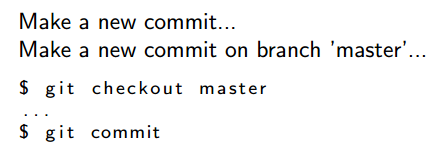 Make a new commit...
Make a new commit on branch 'master'...
$ git checkout master
...
$ git commit